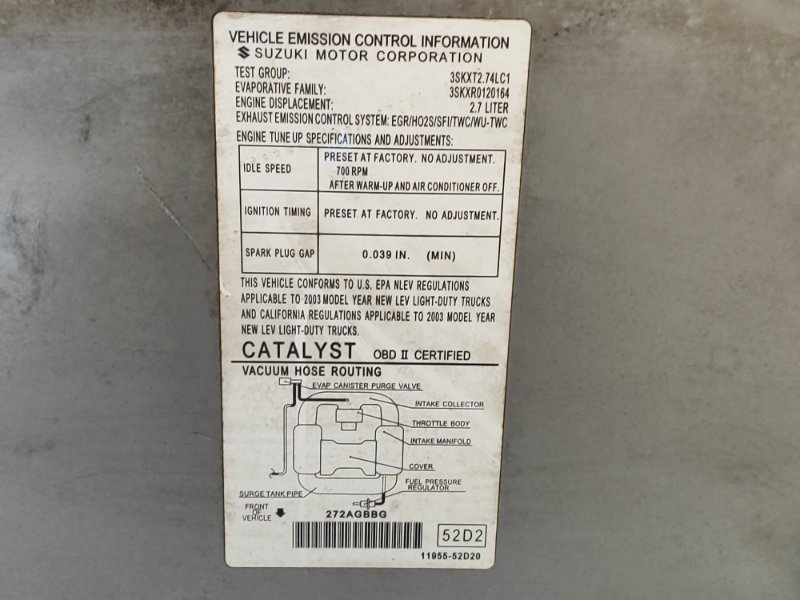 VEHICLE EMISSION CONTROL INFORMATION
SUZUKI MOTOR CORPORATION
TEST GROUP: 3SKXT2.74LC1
EVAPORATIVE FAMILY: 3SKXR0120164
ENGINE DISPLACEMENT: 2.7 LITER
EXHAUST EMISSION CONTROL SYSTEM: EGR/HO2S/SFI/TWC/WU-TWC
ENGINE TUNE UP SPECIFICATIONS AND ADJUSTMENTS:
IDLE SPEED
PRESET AT FACTORY. NO ADJUSTMENT.
700 RPM
AFTER WARM-UP AND AIR CONDITIONER OFF.
IGNITION TIMING PRESET AT FACTORY. NO ADJUSTMENT.
SPARK PLUG GAP 0.039 IN. (MIN)
THIS VEHICLE CONFORMS TO U.S. EPA NLEV REGULATIONS
APPLICABLE TO 2003 MODEL YEAR NEW LEV LIGHT-DUTY TRUCKS
AND CALIFORNIA REGULATIONS APPLICABLE TO 2003 MODEL YEAR
NEW LEV LIGHT-DUTY TRUCKS.
CATALYST OBD II CERTIFIED
VACUUM HOSE ROUTING
EVAP CANISTER PURGE VALVE
INTAKE COLLECTOR
THROTTLE BODY
INTAKE MANIFOLD
COVER
FUEL PRESSURE
REGULATOR
SURGE TANK PIPE
FRONT
OF
VEHICLE
272AGBBG
52D2
11955-52D20